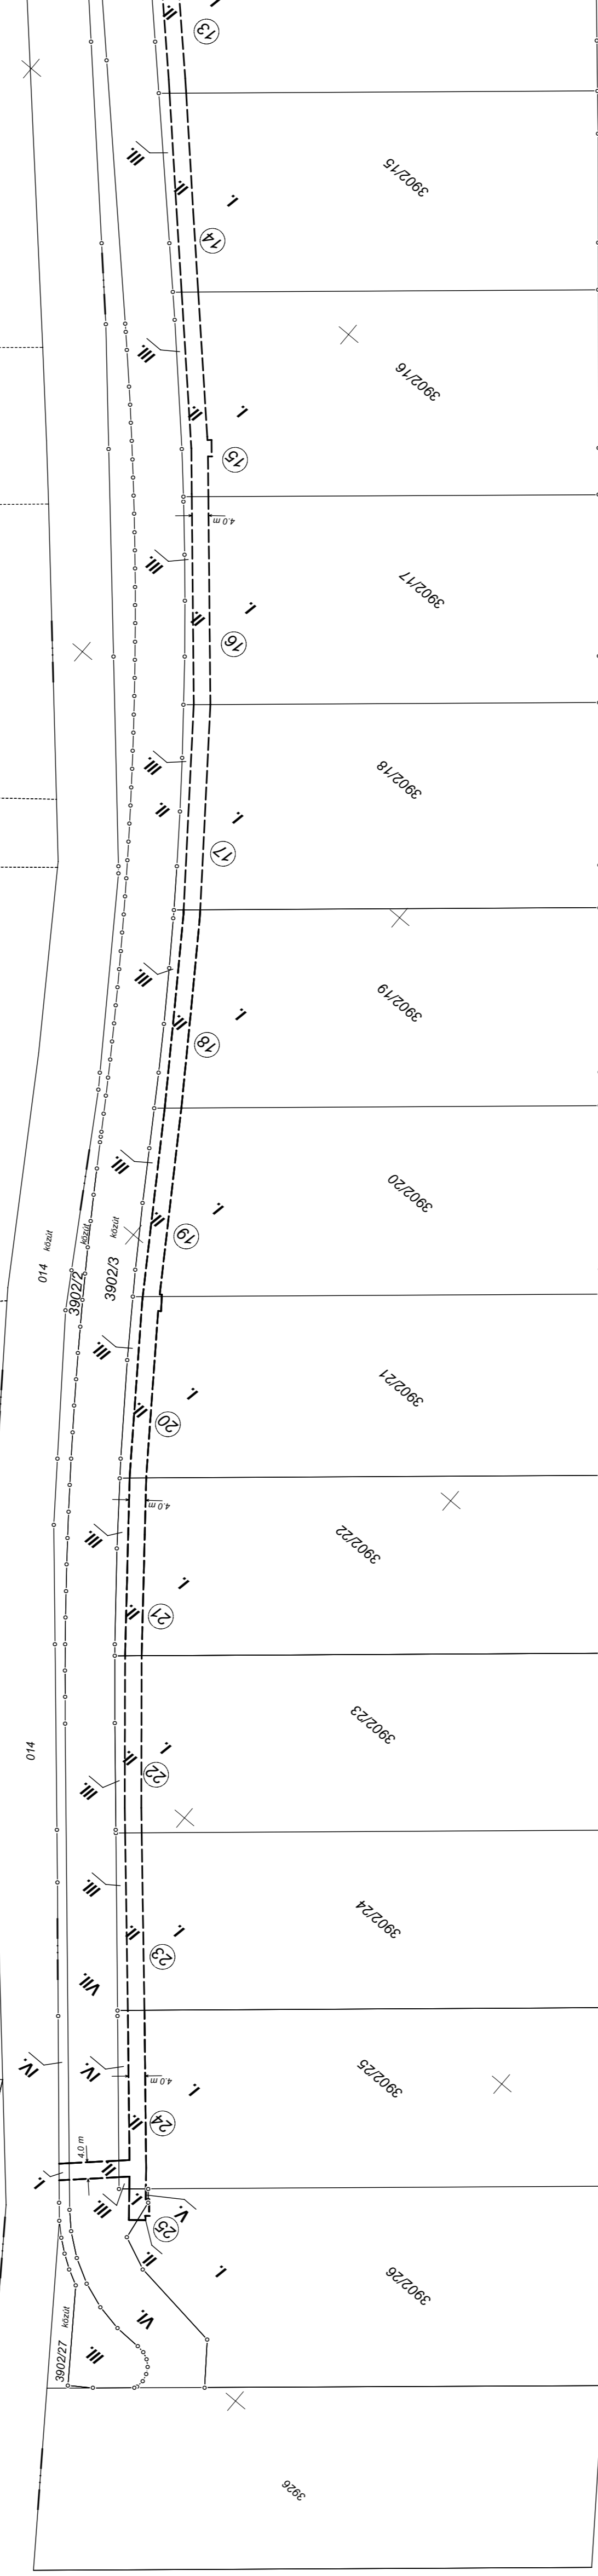 13
II.
I.
III.
3902/15
II.
I.
14
III.
3902/16
II.
I.
15
4.0 m
III.
3902/17
II.
I.
16
III.
3902/18
II.
I.
17
III.
3902/19
II.
I.
18
III.
3902/20
II.
I.
19
014
közút
3902/2
közút
3902/3
közút
III.
3902/21
II.
I.
20
4.0 m
III.
3902/22
II.
I.
21
3902/23
014
II.
I.
22
III.
III.
3902/24
II.
I.
23
VII.
IV.
IV.
3902/25
4.0 m
I.
II.
24
4.0 m
II.
I.
III.
I.
V.
25
II.
I.
3902/26
VI.
3902/27
közút
III.
3926